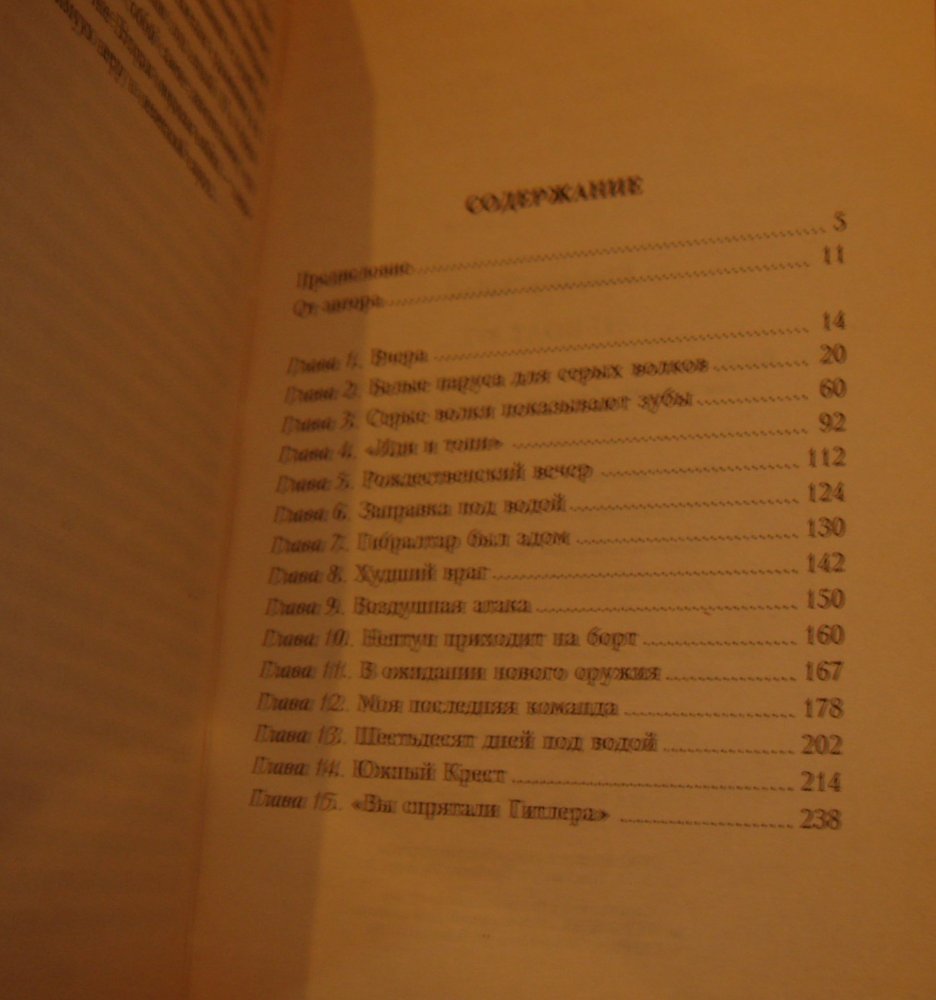 СОДЕРЖАНИЕ
Предисловие 5
От автора 11
Глава 1. Вчера 14
Глава 2. Белые паруса для серых волков 20
Глава 3. Серые волки показывают зубы 60
Глава 4. «Иди и тони» 92
Глава 5. Рождественский вечер 112
Глава 6. Заправка под водой 124
Глава 7. Гибралтар был адом 130
Глава 8. Худший враг 142
Глава 9. Воздушная атака 150
Глава 10. Нептун приходит на борт 160
Глава 11. В ожидании нового оружия 167
Глава 12. Моя последняя команда 178
Глава 13. Шестьдесят дней под водой 202
Глава 14. Южный Крест 214
Глава 15. «Вы спрятали Гитлера» 238